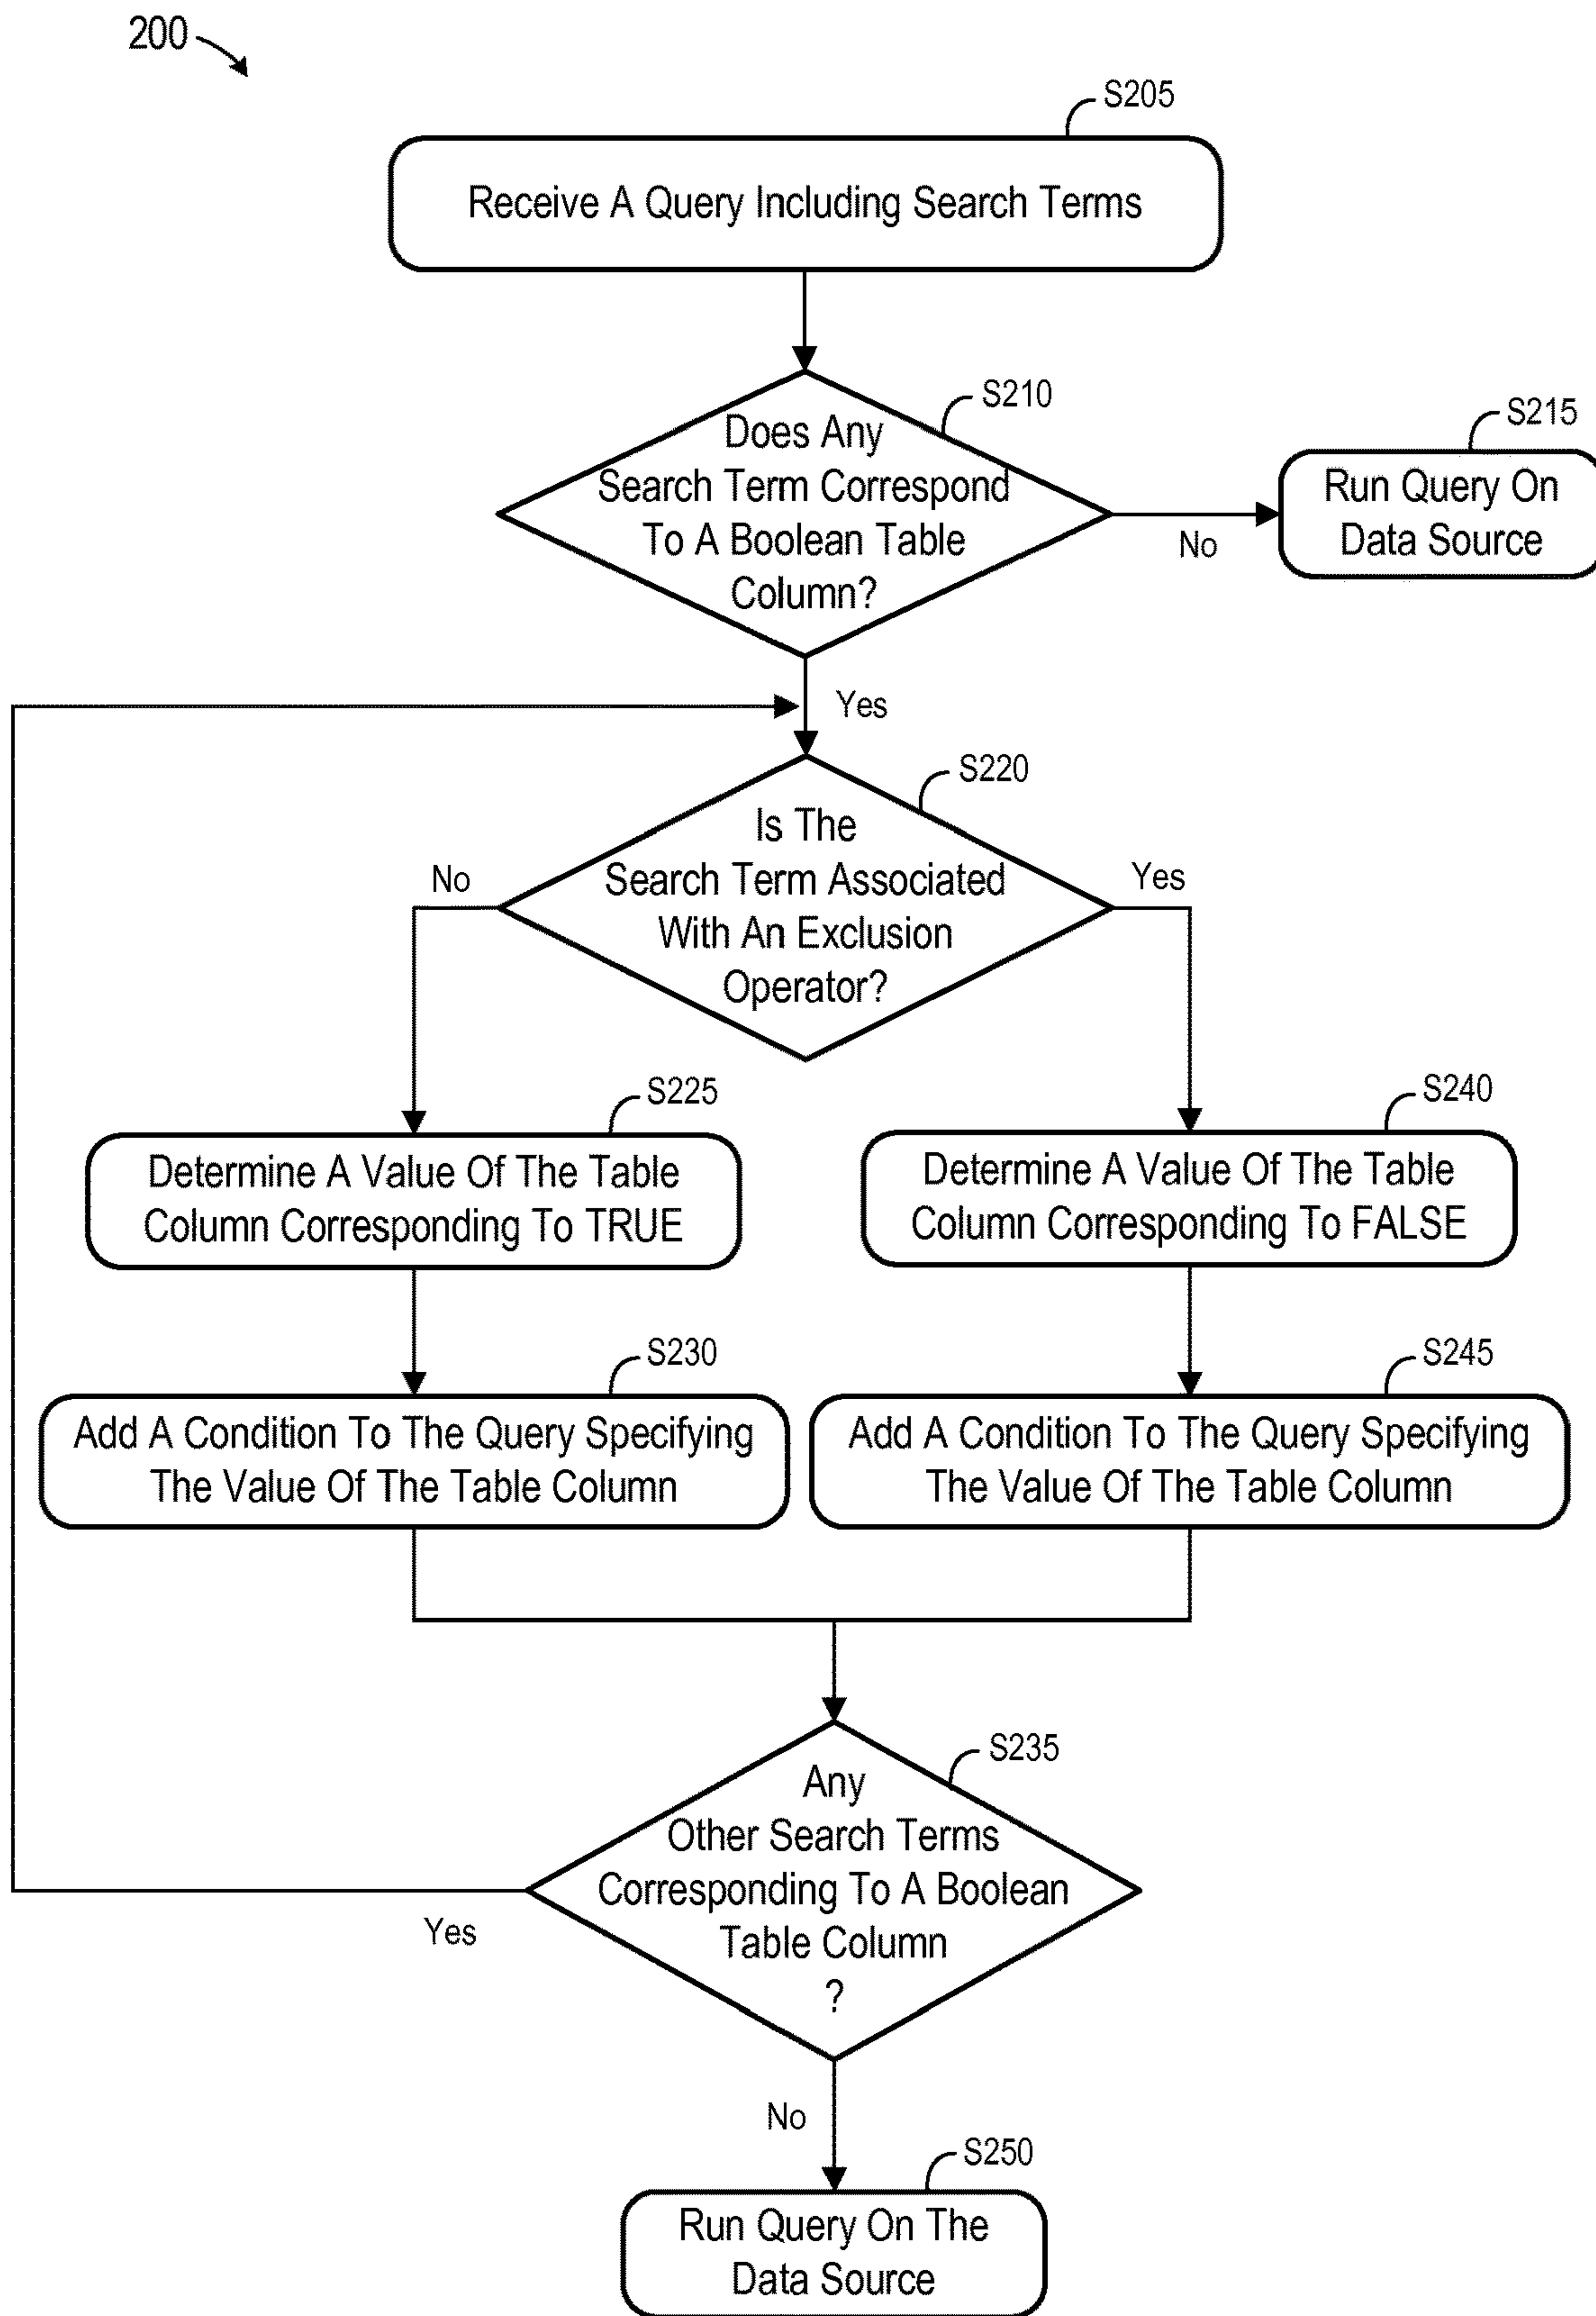 200
S205
Receive A Query Including Search Terms
S210
Does Any
Search Term Correspond
To A Boolean Table
Column?
No
S215
Run Query On
Data Source
Yes
S220
Is The
Search Term Associated
With An Exclusion
Operator?
No
Yes
S225
Determine A Value Of The Table
Column Corresponding To TRUE
S240
Determine A Value Of The Table
Column Corresponding To FALSE
S230
Add A Condition To The Query Specifying
The Value Of The Table Column
S245
Add A Condition To The Query Specifying
The Value Of The Table Column
S235
Any
Other Search Terms
Corresponding To A Boolean
Table Column
?
Yes
No
S250
Run Query On The
Data Source